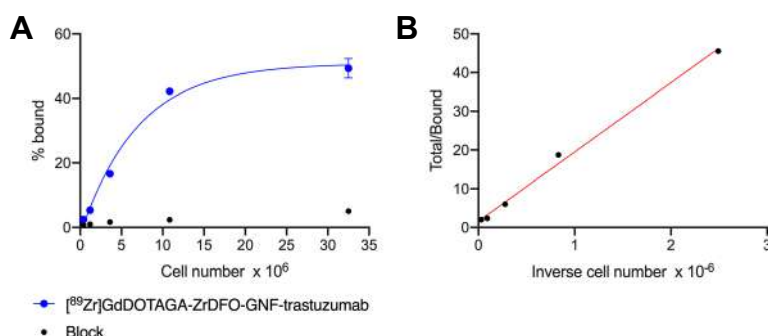 A
B
60
40
20
0
% bound
0 5 10 15 20 25 30 35
Cell number x 10⁶
50
40
30
20
10
0
Total/Bound
0 1 2 3
Inverse cell number x 10⁻⁶
[⁸⁹Zr]GdDOTAGA-ZrDFO-GNF-trastuzumab
Block